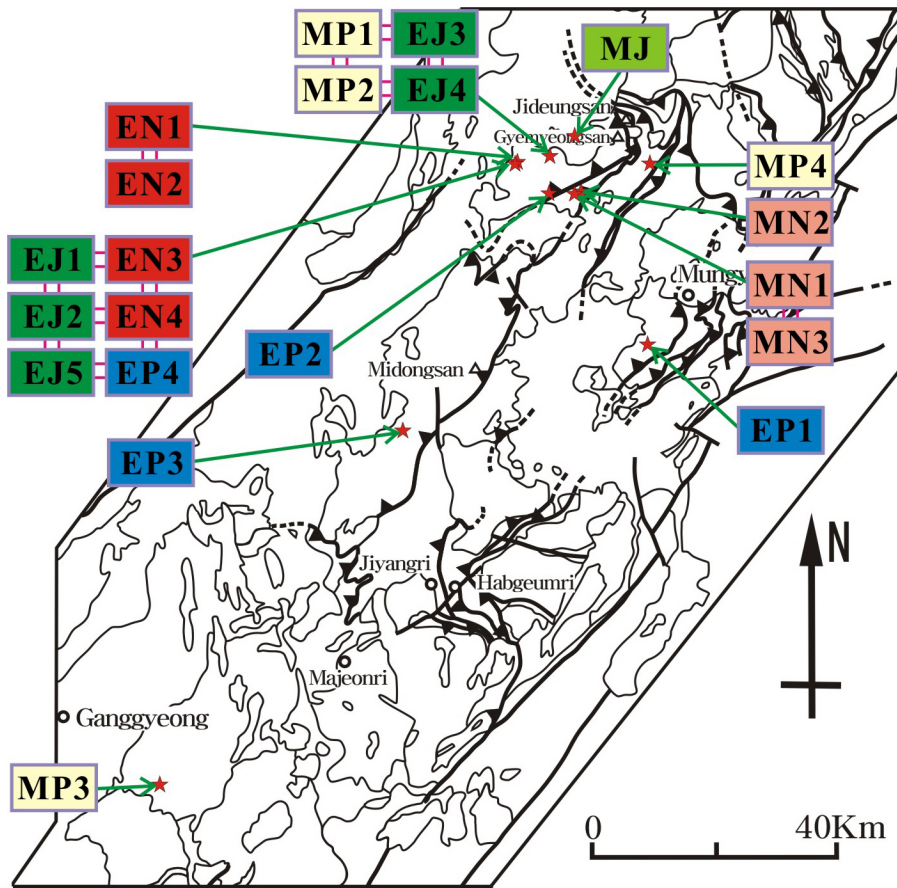 MP1 EJ3 MJ
MP2 EJ4 Jideungsan
EN1 Gyemyeongsan
EN2 MP4
MN2
EJ1 EN3 Mungy
MN1
EJ2 EN4
EP2 MN3
EJ5 EP4 Midongsan
EP1
EP3
N
Jiyangri Habgeumri
Majeonri
Ganggyeong
MP3
0 40Km